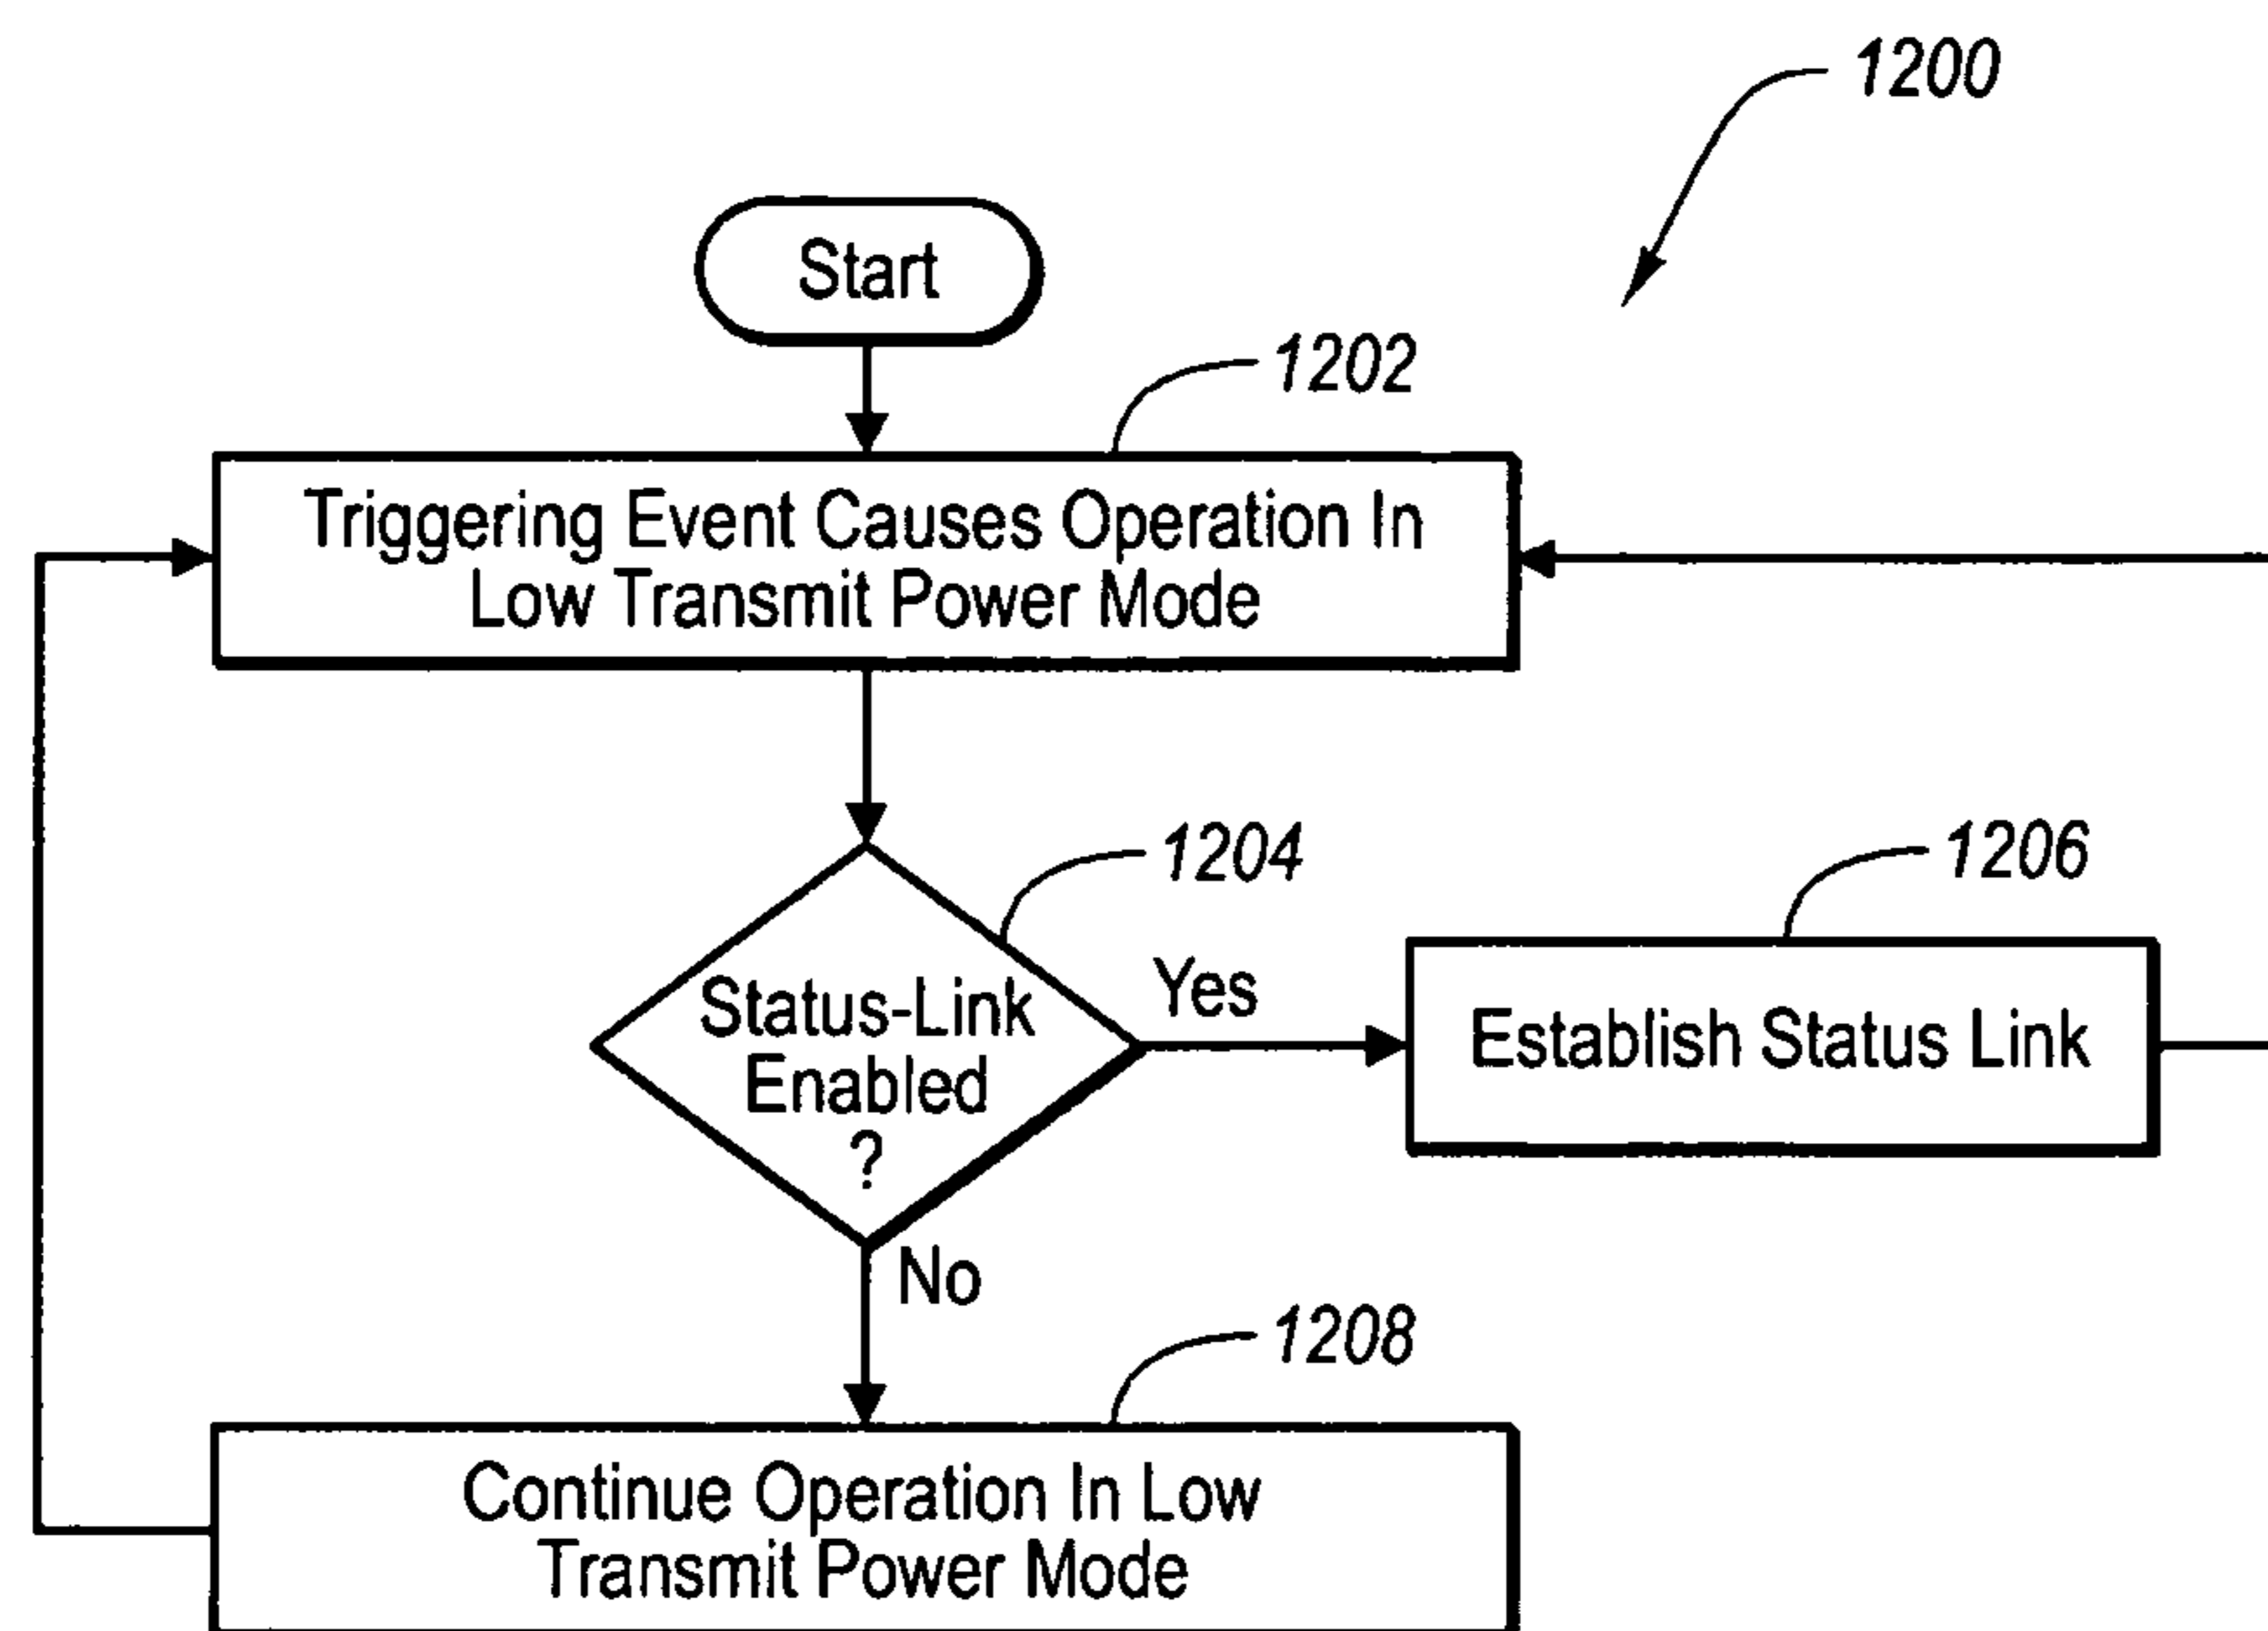 1200
Start
1202
Triggering Event Causes Operation In
Low Transmit Power Mode
1204
1206
Status-Link
Enabled
?
Yes
Establish Status Link
No
1208
Continue Operation In Low
Transmit Power Mode